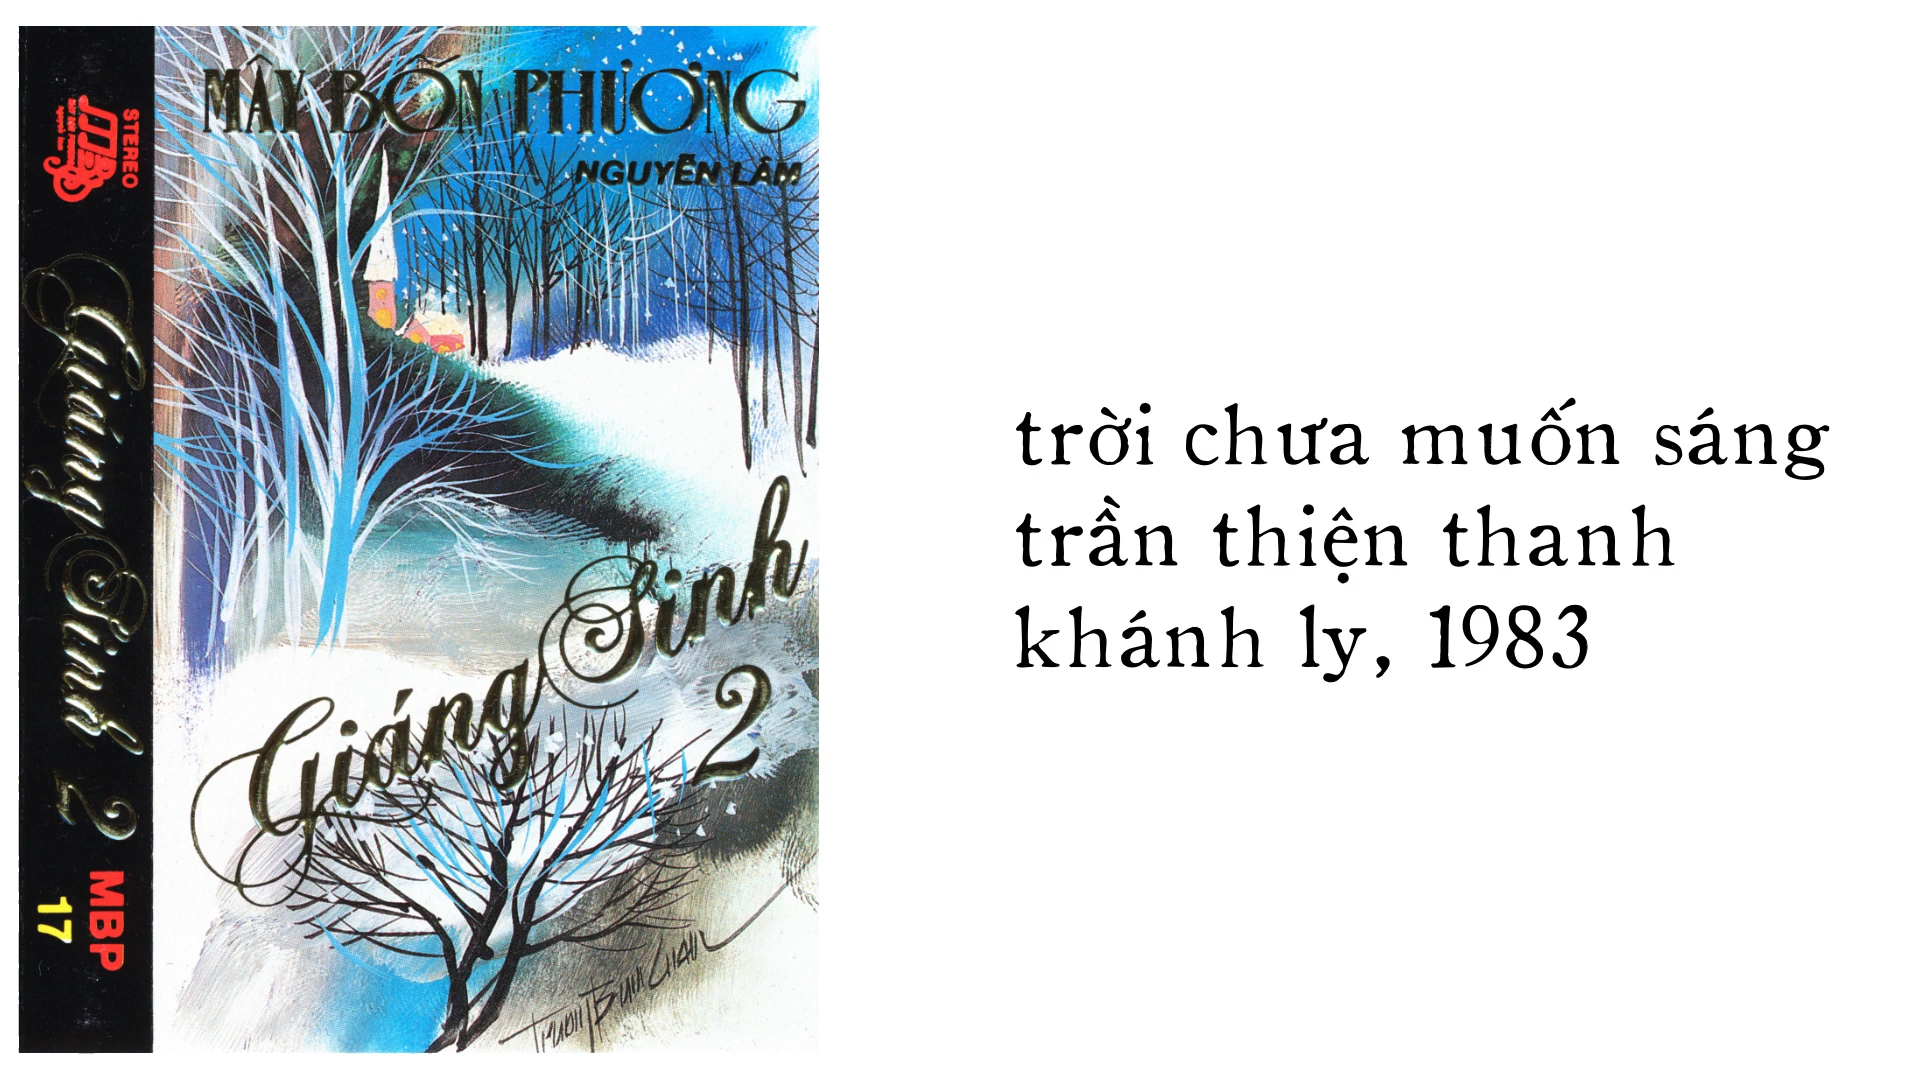 STEREO
Giáng Sinh 2
MBP
17
MÂY BỐN PHƯƠNG
NGUYỄN LÂM
Giáng Sinh
2
trời chưa muốn sáng
trần thiện thanh
khánh ly, 1983